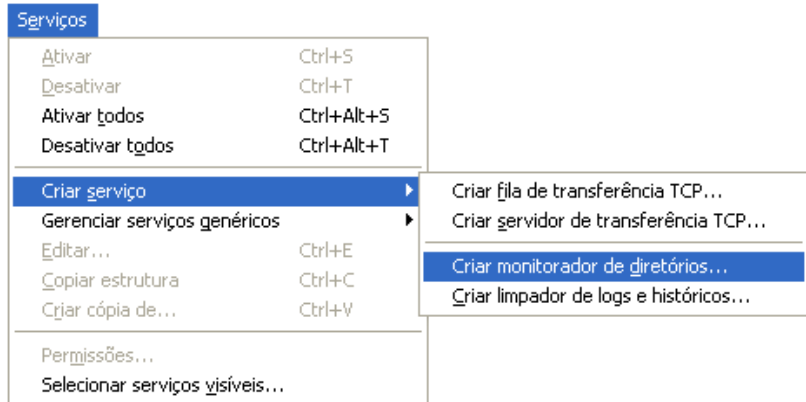 Serviços
Ativar Ctrl+S
Desativar Ctrl+T
Ativar todos Ctrl+Alt+S
Desativar todos Ctrl+Alt+T
Criar serviço
Gerenciar serviços genéricos
Editar... Ctrl+E
Copiar estrutura Ctrl+C
Criar cópia de... Ctrl+V
Permissões...
Selecionar serviços visíveis...
Criar fila de transferência TCP...
Criar servidor de transferência TCP...
Criar monitorador de diretórios...
Criar limpador de logs e históricos...